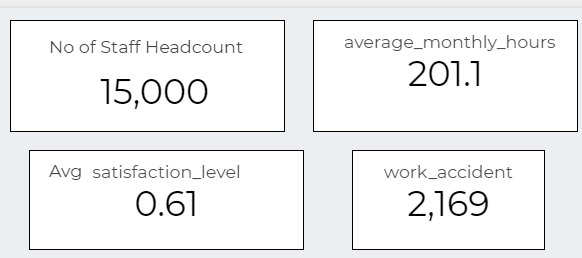 No of Staff Headcount
15,000
average_monthly_hours
201.1
Avg satisfaction_level
0.61
work_accident
2,169